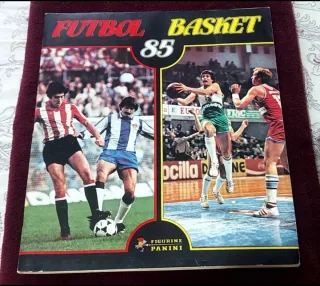 FUTBOL BASKET
85
ocilla
FIGURINE
PANINI